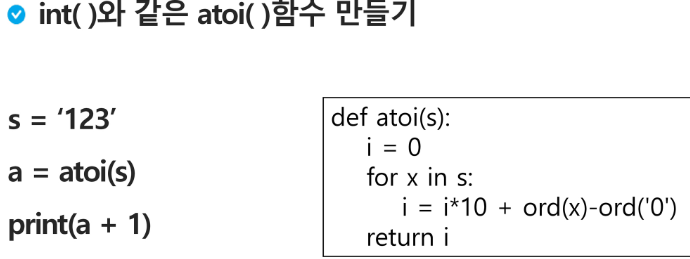 int( )와 같은 atoi( )함수 만들기
s = ‘123’
a = atoi(s)
print(a + 1)
def atoi(s):
i = 0
for x in s:
i = i*10 + ord(x)-ord('0')
return i